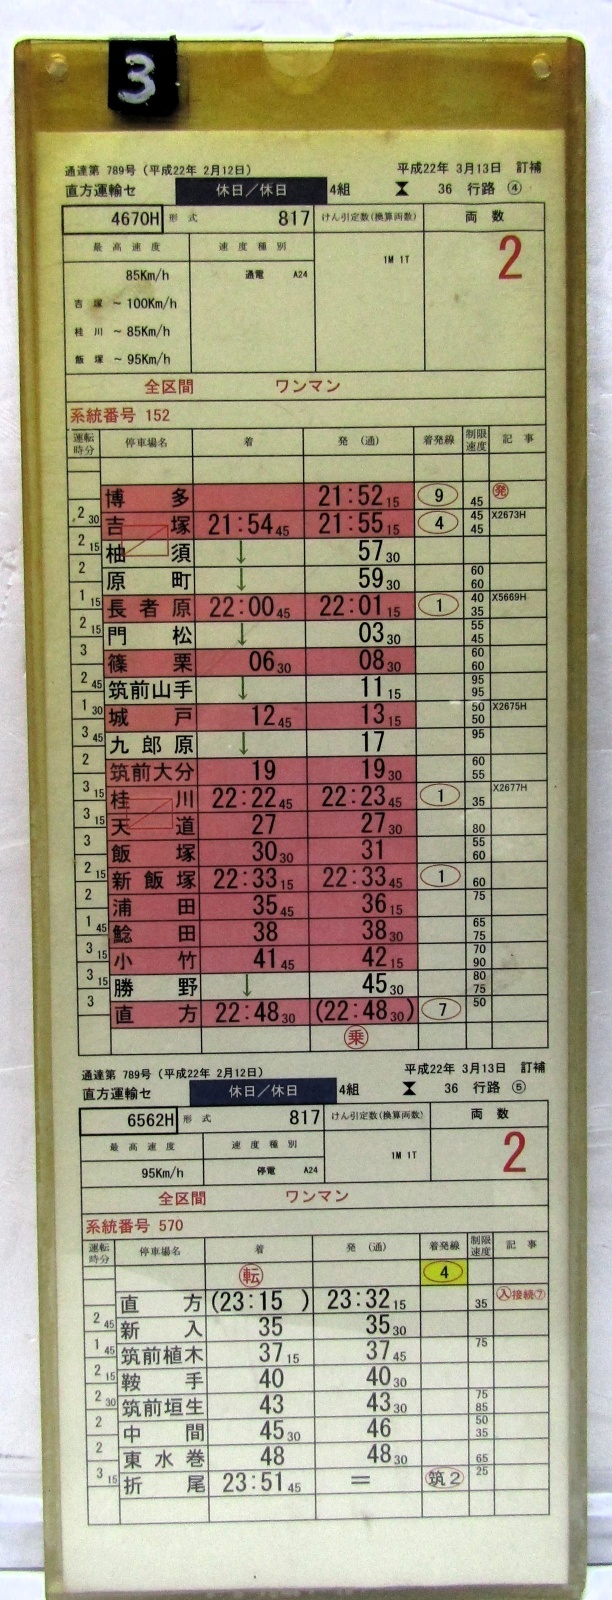 3
通達第 789号 (平成22年 2月12日) 平成22年 3月13日 訂補
直方運輸セ 休日/休日 4組 36 行路 ④
4670H 形式 817 けん引定数(換算両数) 両数
最高速度 速度種別 1M 1T 2
85Km/h 通電 A24
吉塚 ~ 100Km/h
桂川 ~ 85Km/h
飯塚 ~ 95Km/h
全区間 ワンマン
系統番号 152
運転時分 停車場名 着 発 (通) 着発線 制限速度 記事
博多 21:52 15 9 45 発
2 30
吉塚 21:54 45 21:55 15 4 45 45 X2673H
2 15
柚須 ↓ 57 30
2
原町 ↓ 59 30 60 60
1 15
長者原 22:00 45 22:01 15 1 40 35 X5669H
2 15
門松 ↓ 03 30 55 45
3
篠栗 06 30 08 30 60 60
2 45
筑前山手 ↓ 11 15 95 95
1 30
城戸 12 45 13 15 50 50 X2675H
3 45
九郎原 ↓ 17 95
2
筑前大分 19 19 30 60 55
3 15
桂川 22:22 45 22:23 45 1 35 X2677H
3 15
天道 27 27 30 80
3
飯塚 30 30 31 55 60
2 15
新飯塚 22:33 15 22:33 45 1 60
2
浦田 35 45 36 15 75
1 45
鯰田 38 38 30 65 75
3 15
小竹 41 45 42 15 70 90
3 15
勝野 ↓ 45 30 80 75
3
直方 22:48 30 (22:48 30) 7 50
乗
通達第 789号 (平成22年 2月12日) 平成22年 3月13日 訂補
直方運輸セ 休日/休日 4組 36 行路 ⑤
6562H 形式 817 けん引定数(換算両数) 両数
最高速度 速度種別 1M 1T 2
95Km/h 停電 A24
全区間 ワンマン
系統番号 570
運転時分 停車場名 着 発 (通) 着発線 制限速度 記事
転 4
直方 (23:15 ) 23:32 15 35 入接続⑦
2 45
新入 35 35 30
1 45
筑前植木 37 15 37 45 75
2 15
鞍手 40 40 30
2 30
筑前垣生 43 43 30 75 85
2
中間 45 30 46 50 35
2
東水巻 48 48 30 65
3 15
折尾 23:51 45 = 筑2 25